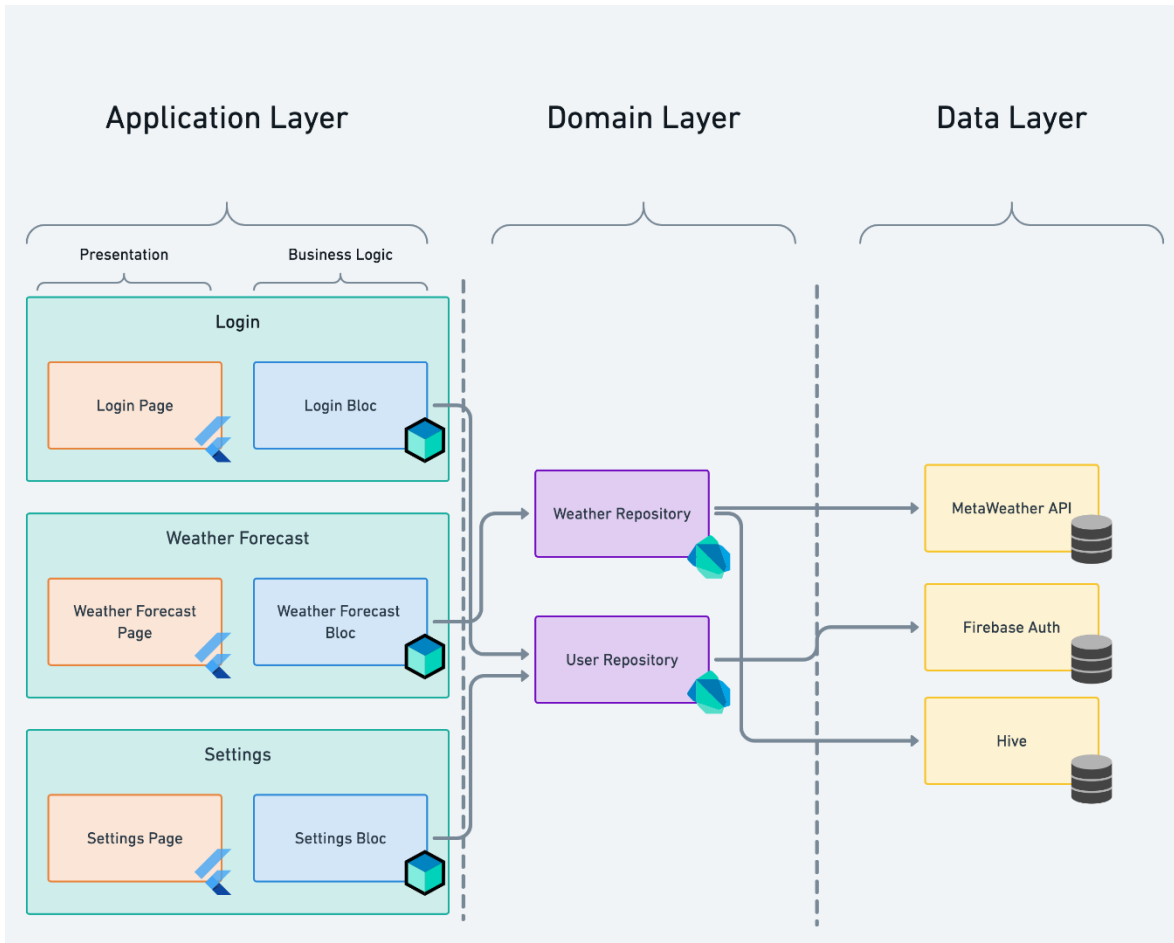 Application Layer
Domain Layer
Data Layer
Presentation
Business Logic
Login
Login Page
Login Bloc
Weather Forecast
Weather Forecast
Page
Weather Forecast
Bloc
Settings
Settings Page
Settings Bloc
Weather Repository
User Repository
MetaWeather API
Firebase Auth
Hive